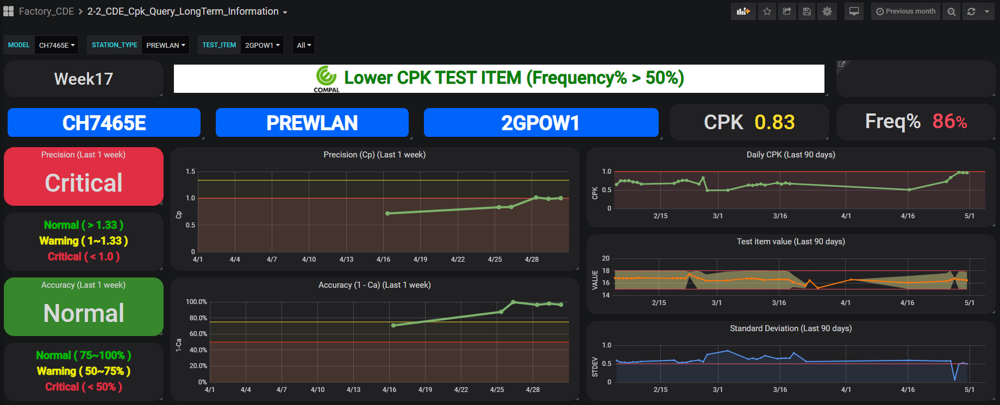 Factory_CDE > 2-2_CDE_Cpk_Query_LongTerm_Information
Previous month
MODEL CH7465E STATION_TYPE PREWLAN TEST_ITEM 2GPOW1 All
Week17
COMPAL
Lower CPK TEST ITEM (Frequency% > 50%)
CH7465E PREWLAN 2GPOW1 CPK 0.83 Freq% 86%
Precision (Last 1 week)
Critical
Normal ( > 1.33 )
Warning ( 1~1.33 )
Critical ( < 1.0 )
Accuracy (Last 1 week)
Normal
Normal ( 75~100% )
Warning ( 50~75% )
Critical ( < 50% )
Precision (Cp) (Last 1 week)
Cp
1.5
1.0
0.5
0
4/1 4/4 4/7 4/10 4/13 4/16 4/19 4/22 4/25 4/28
Accuracy (1 - Ca) (Last 1 week)
1-Ca
100.0%
80.0%
60.0%
40.0%
20.0%
0%
4/1 4/4 4/7 4/10 4/13 4/16 4/19 4/22 4/25 4/28
Daily CPK (Last 90 days)
CPK
1.0
0.5
0
2/15 3/1 3/16 4/1 4/16 5/1
Test item value (Last 90 days)
VALUE
20
18
16
14
2/15 3/1 3/16 4/1 4/16 5/1
Standard Deviation (Last 90 days)
STDEV
1.0
0.5
0
2/15 3/1 3/16 4/1 4/16 5/1